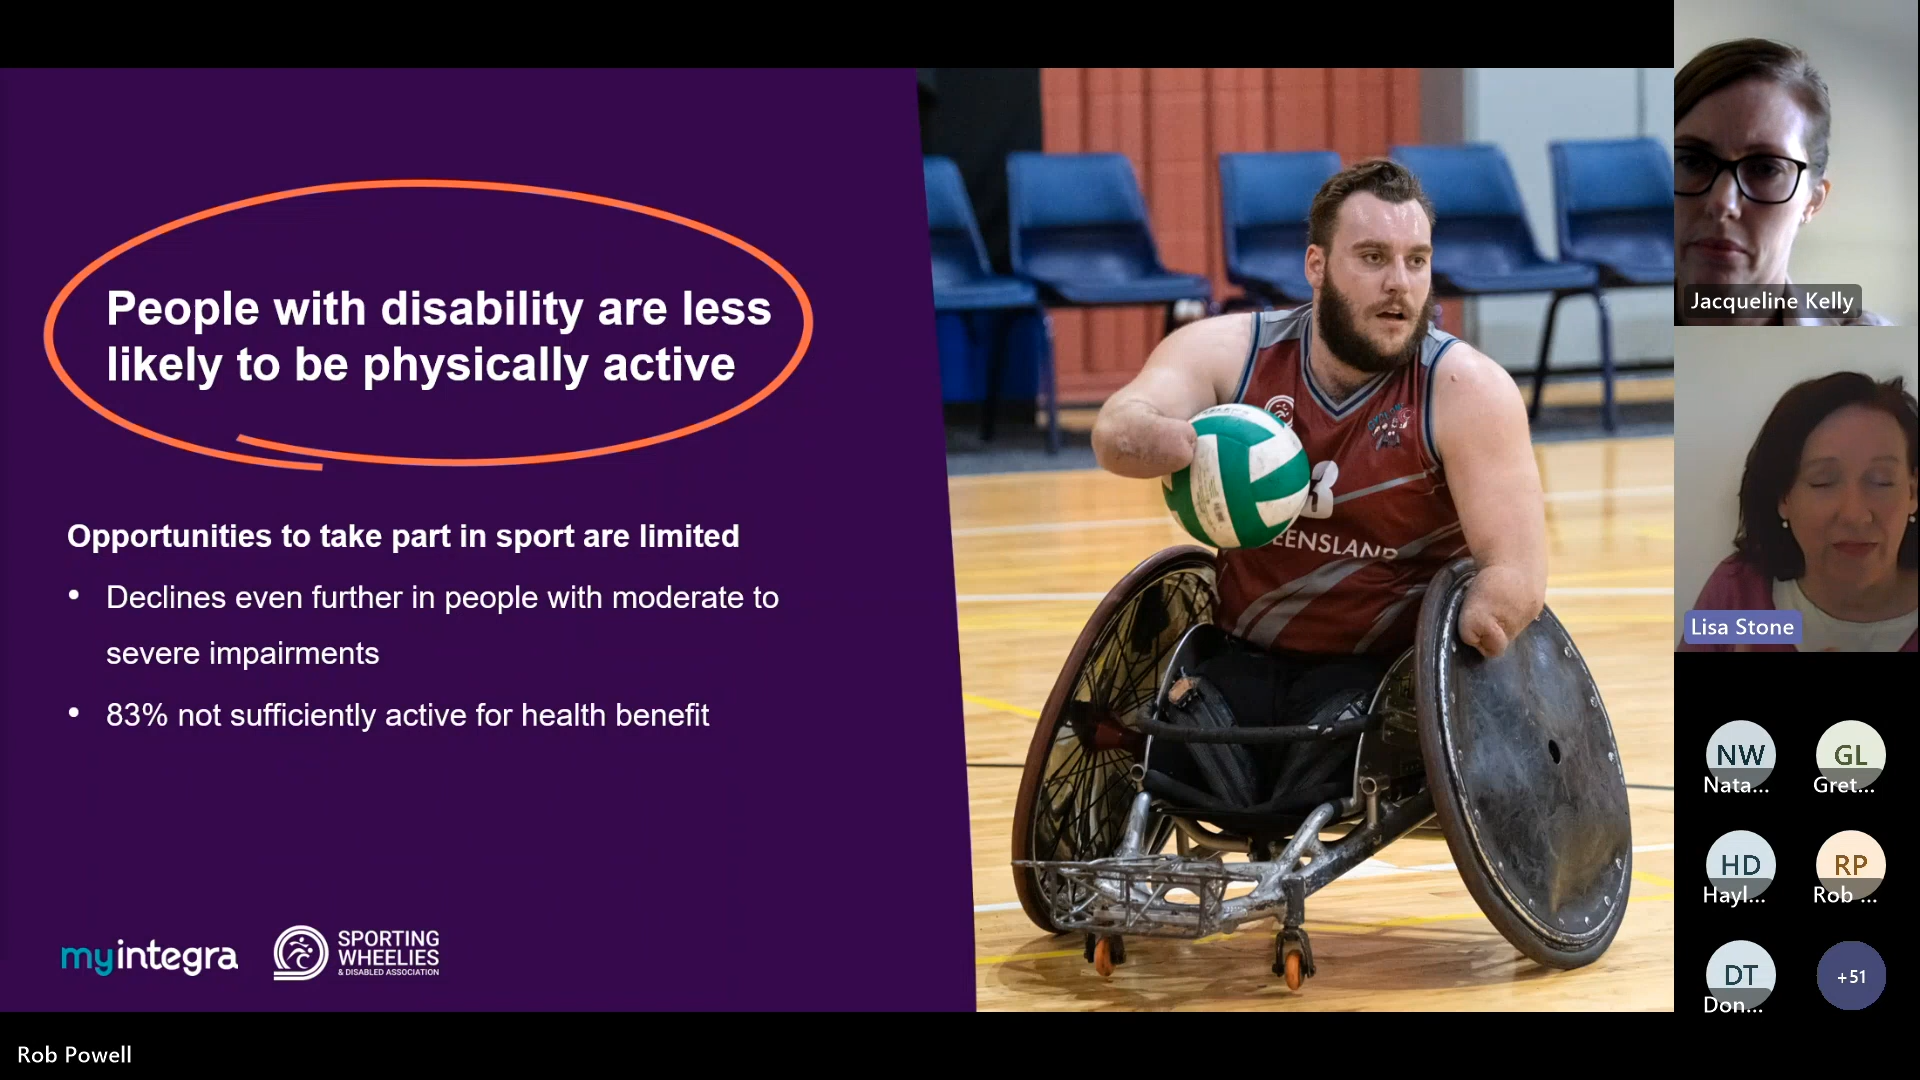 People with disability are less
likely to be physically active
Opportunities to take part in sport are limited
• Declines even further in people with moderate to
severe impairments
• 83% not sufficiently active for health benefit
myintegra
SPORTING
WHEELIES
& DISABLED ASSOCIATION
3
EENSLAND
Jacqueline Kelly
Lisa Stone
NW
Nata...
GL
Gret...
HD
Hayl...
RP
Rob ...
DT
Don...
+51
Rob Powell